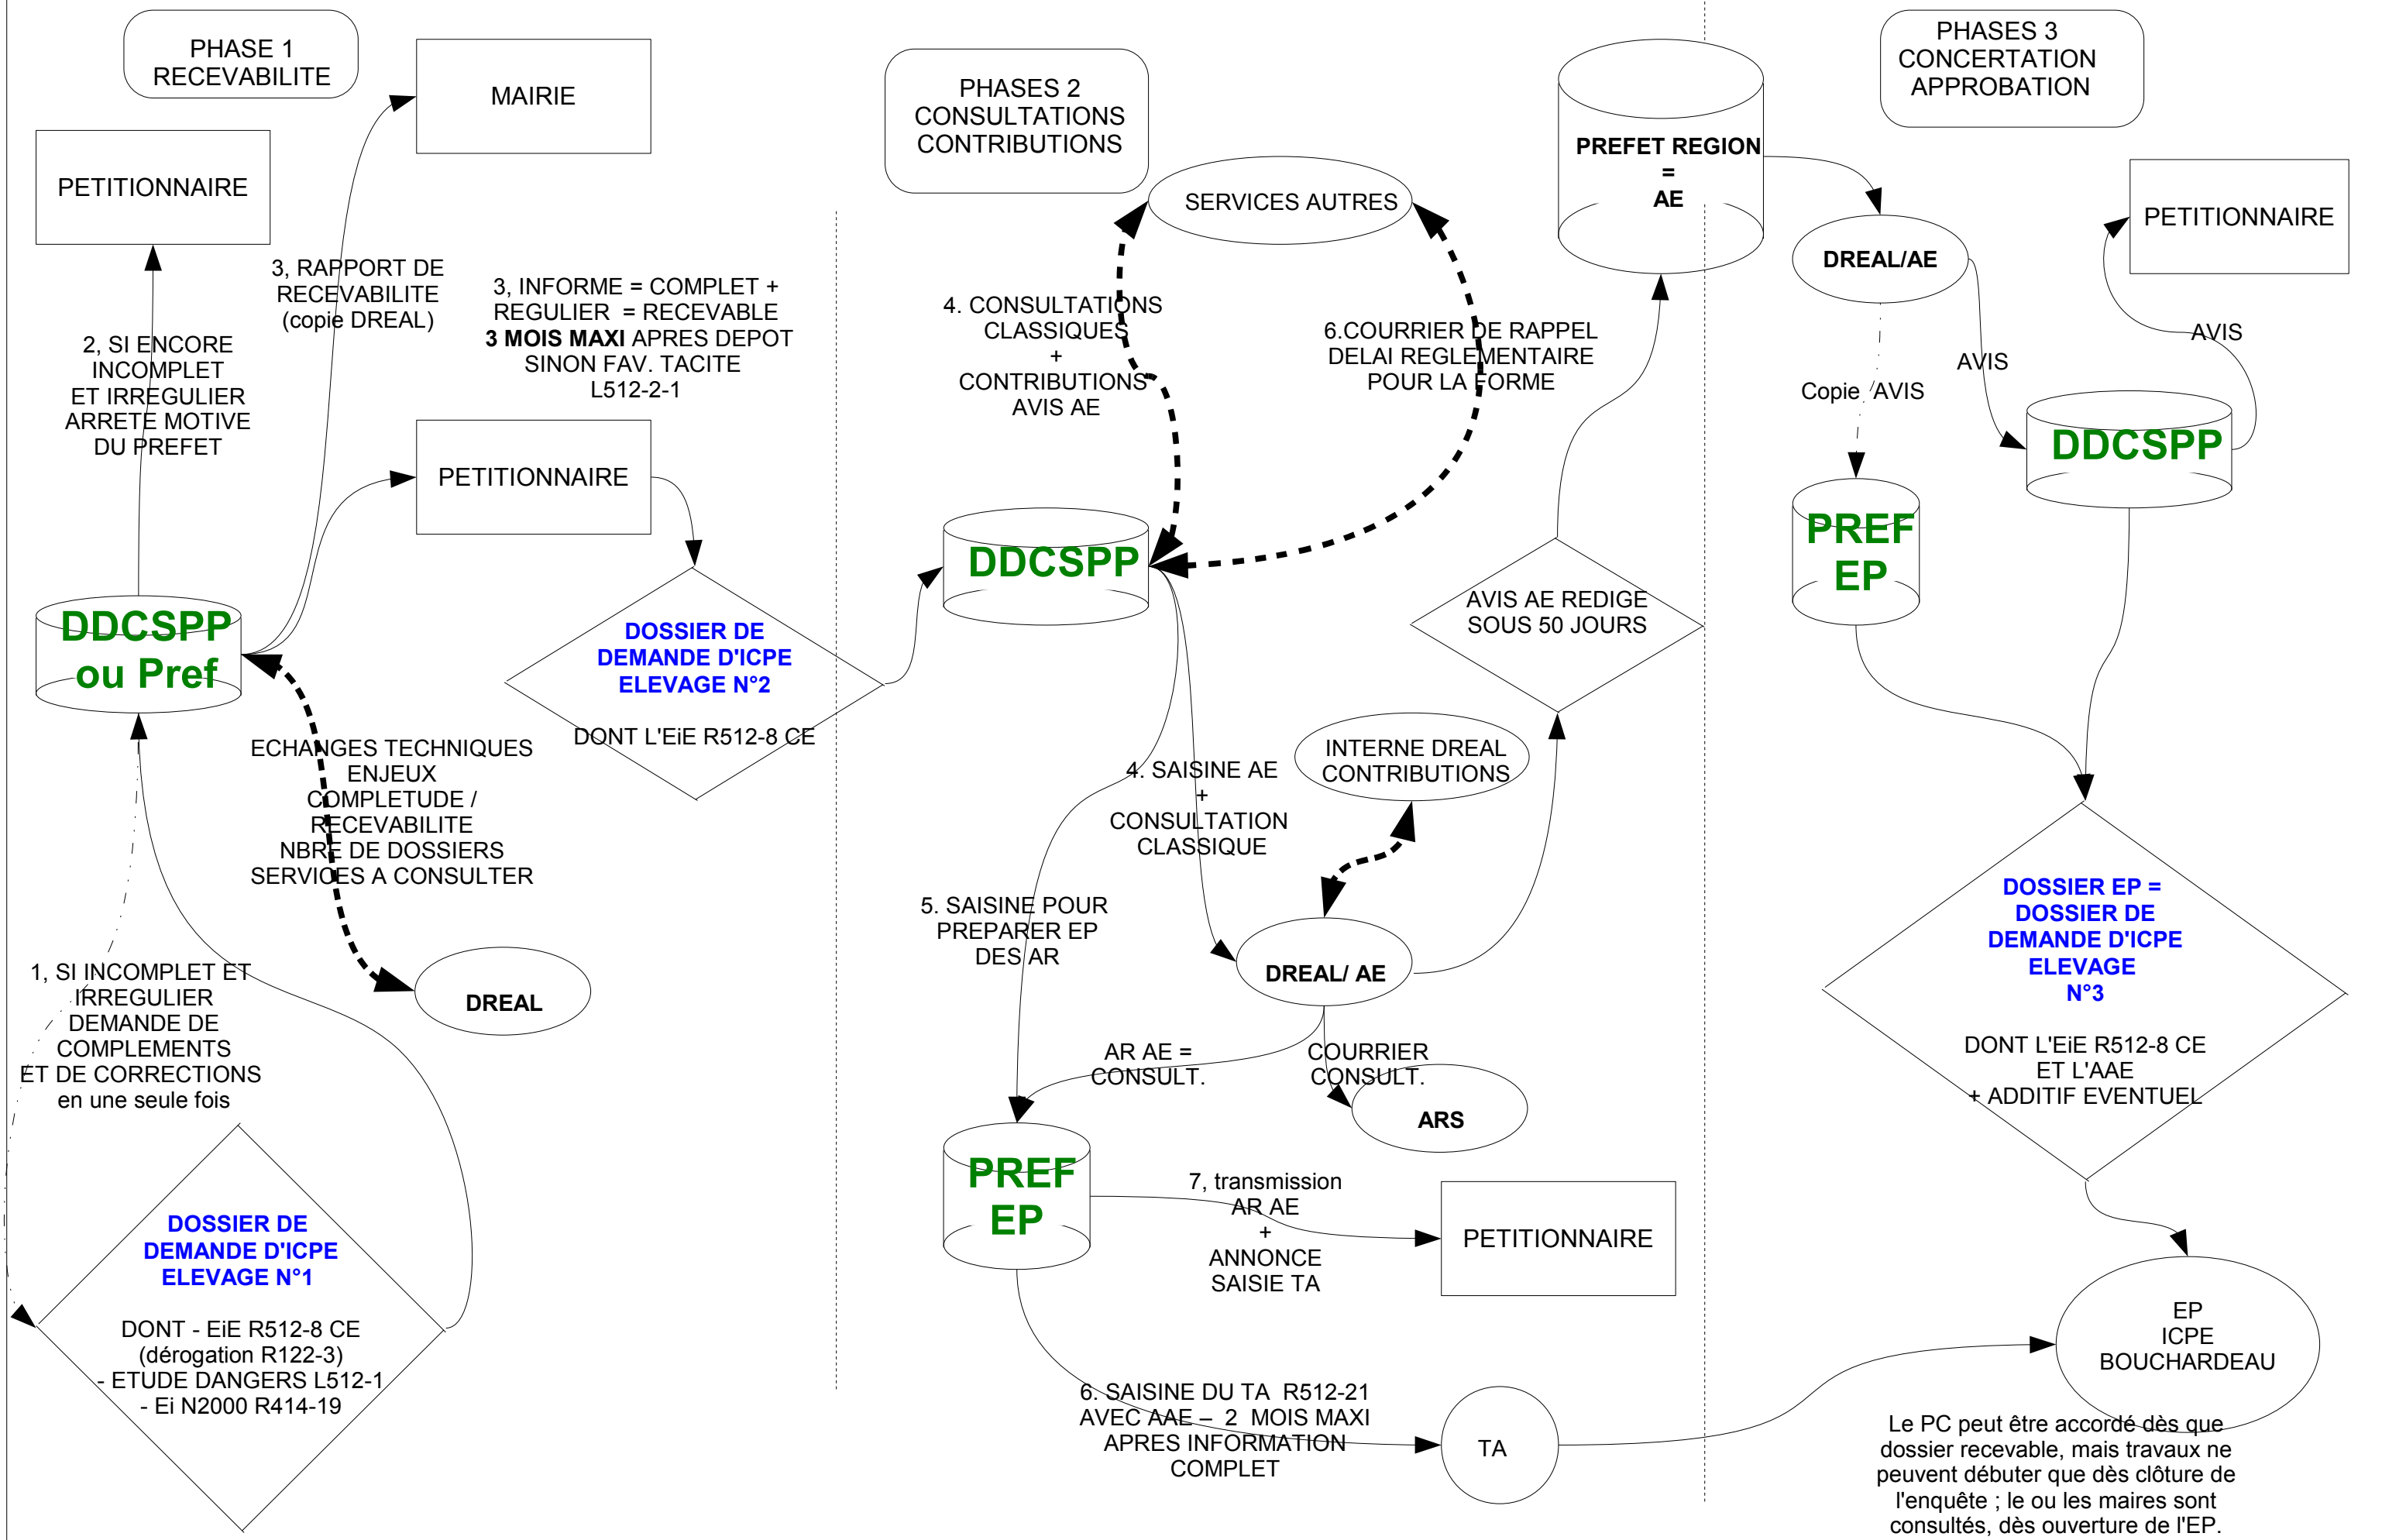 PHASE 1
RECEVABILITE
MAIRIE
PETITIONNAIRE
3, RAPPORT DE
RECEVABILITE
(copie DREAL)
2, SI ENCORE
INCOMPLET
ET IRREGULIER
ARRETE MOTIVE
DU PREFET
3, INFORME = COMPLET +
REGULIER = RECEVABLE
3 MOIS MAXI APRES DEPOT
SINON FAV. TACITE
L512-2-1
PETITIONNAIRE
DDCSPP
ou Pref
DOSSIER DE
DEMANDE D'ICPE
ELEVAGE N°2
DONT L'EiE R512-8 CE
ECHANGES TECHNIQUES
ENJEUX
COMPLETUDE /
RECEVABILITE
NBRE DE DOSSIERS
SERVICES A CONSULTER
DREAL
1, SI INCOMPLET ET
IRREGULIER
DEMANDE DE
COMPLEMENTS
ET DE CORRECTIONS
en une seule fois
DOSSIER DE
DEMANDE D'ICPE
ELEVAGE N°1
DONT - EiE R512-8 CE
(dérogation R122-3)
- ETUDE DANGERS L512-1
- Ei N2000 R414-19
PHASES 2
CONSULTATIONS
CONTRIBUTIONS
SERVICES AUTRES
4. CONSULTATIONS
CLASSIQUES
+
CONTRIBUTIONS
AVIS AE
6.COURRIER DE RAPPEL
DELAI REGLEMENTAIRE
POUR LA FORME
DDCSPP
AVIS AE REDIGE
SOUS 50 JOURS
INTERNE DREAL
CONTRIBUTIONS
4. SAISINE AE
+
CONSULTATION
CLASSIQUE
5. SAISINE POUR
PREPARER EP
DES AR
DREAL/ AE
AR AE =
CONSULT.
COURRIER
CONSULT.
ARS
PREF
EP
7, transmission
AR AE
+
ANNONCE
SAISIE TA
PETITIONNAIRE
6. SAISINE DU TA R512-21
AVEC AAE – 2 MOIS MAXI
APRES INFORMATION
COMPLET
TA
PREFET REGION
=
AE
PHASES 3
CONCERTATION
APPROBATION
DREAL/AE
PETITIONNAIRE
AVIS
AVIS
Copie AVIS
DDCSPP
PREF
EP
DOSSIER EP =
DOSSIER DE
DEMANDE D'ICPE
ELEVAGE
N°3
DONT L'EiE R512-8 CE
ET L'AAE
+ ADDITIF EVENTUEL
EP
ICPE
BOUCHARDEAU
Le PC peut être accordé dès que
dossier recevable, mais travaux ne
peuvent débuter que dès clôture de
l'enquête ; le ou les maires sont
consultés, dès ouverture de l'EP.